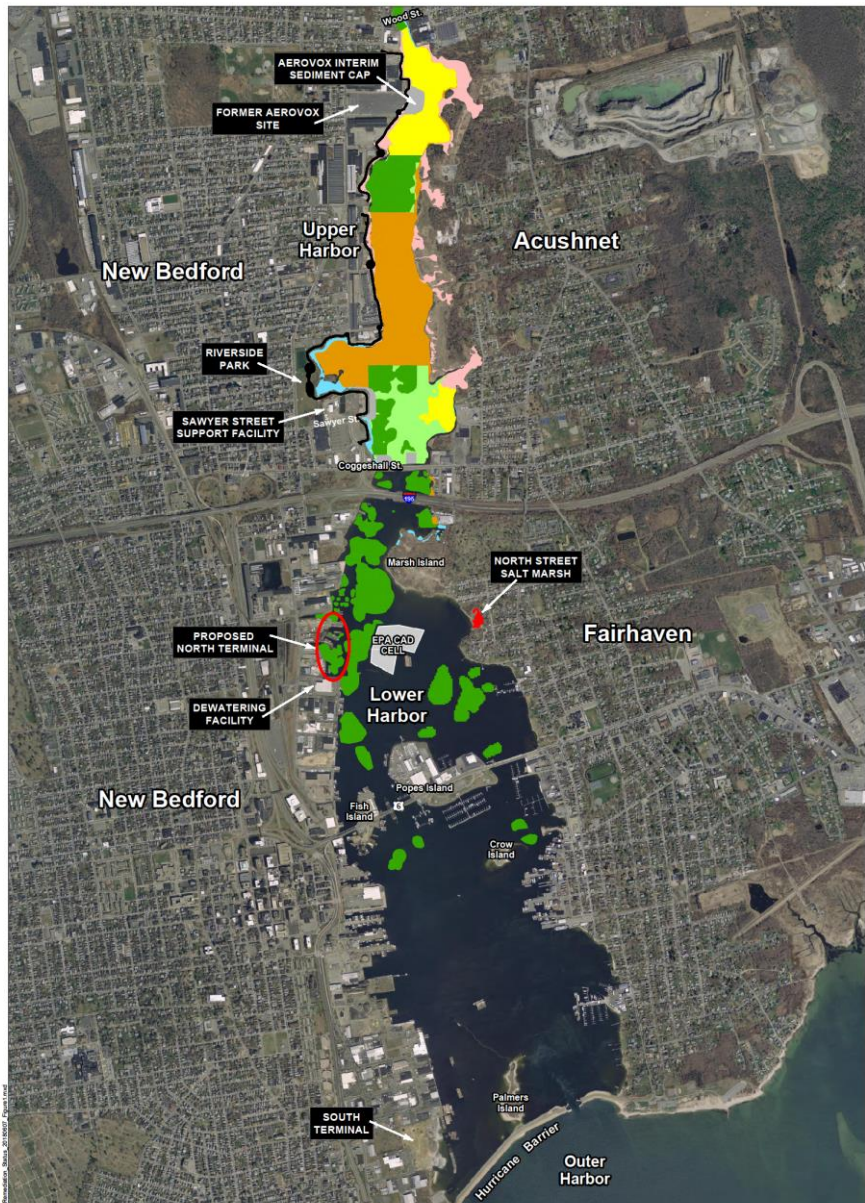 Wood St.
AEROVOX INTERIM
SEDIMENT CAP
FORMER AEROVOX
SITE
Upper
Harbor
Acushnet
New Bedford
RIVERSIDE
PARK
SAWYER STREET
SUPPORT FACILITY
Sawyer St.
Coggeshall St.
195
Marsh Island
NORTH STREET
SALT MARSH
PROPOSED
NORTH TERMINAL
EPA CAD
CELL
Fairhaven
DEWATERING
FACILITY
Lower
Harbor
New Bedford
Popes Island
Fish
Island
6
Crow
Island
Palmers
Island
SOUTH
TERMINAL
Hurricane Barrier
Outer
Harbor
Remediation_Status_20180607_Figure1.mxd